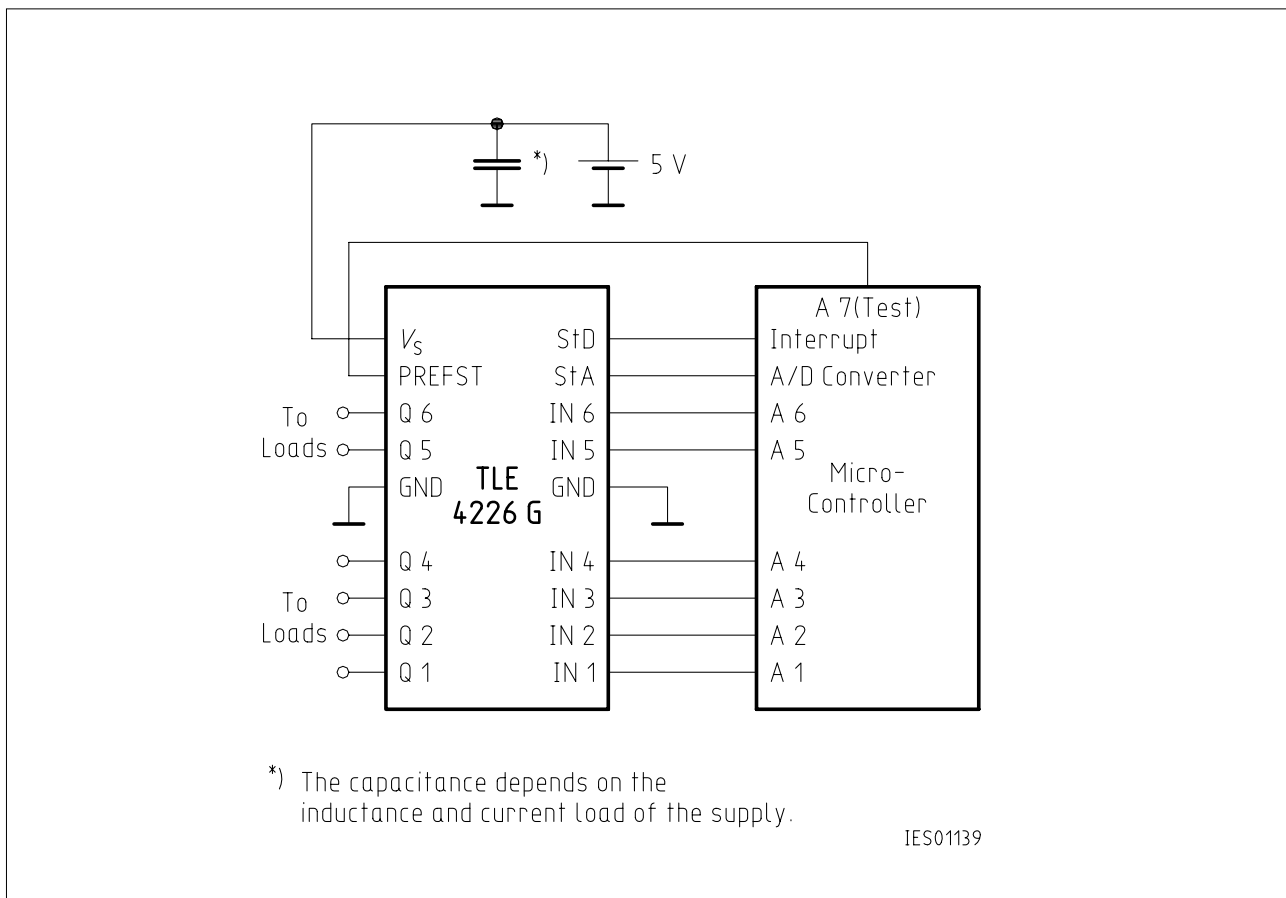 *)
5 V
A 7(Test)
VS StD Interrupt
PREFST StA A/D Converter
To
Loads
Q 6 IN 6 A 6
Q 5 IN 5 A 5
GND GND
TLE
4226 G
Micro-
Controller
Q 4 IN 4 A 4
To
Loads
Q 3 IN 3 A 3
Q 2 IN 2 A 2
Q 1 IN 1 A 1
*) The capacitance depends on the
inductance and current load of the supply.
IES01139